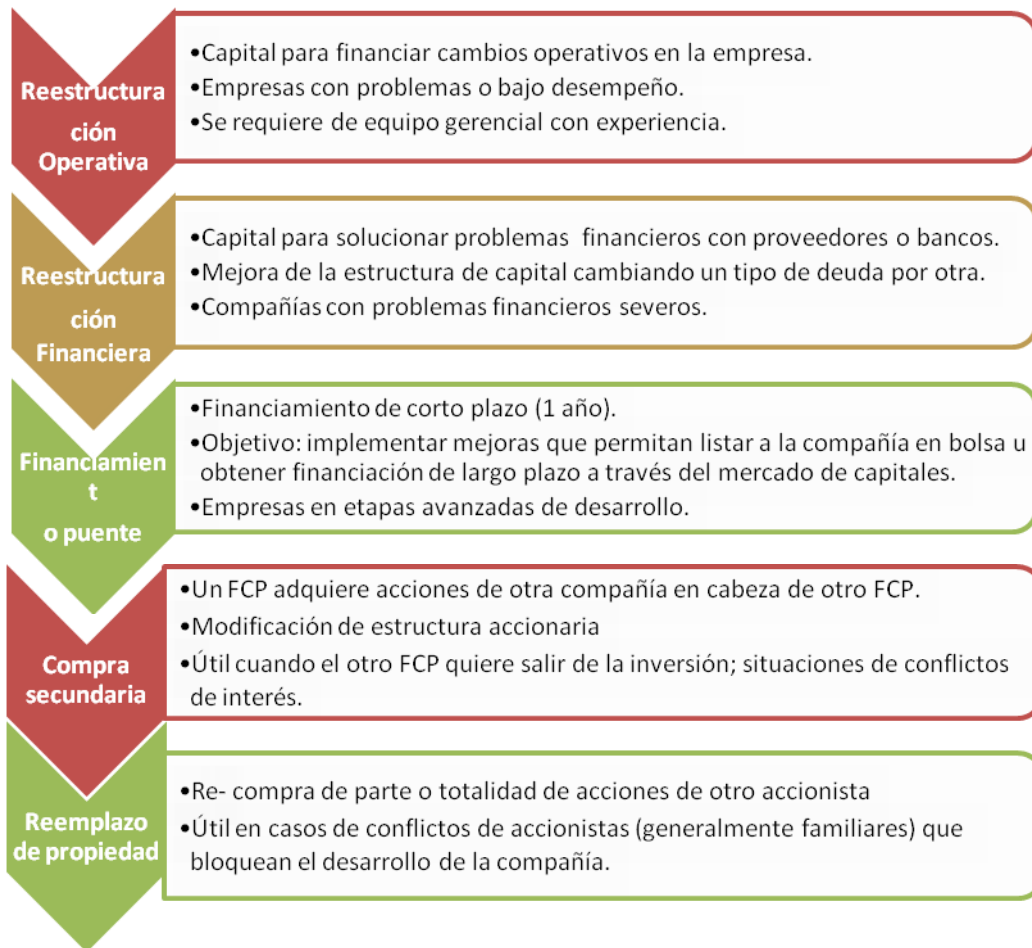 Reestructura
ción
Operativa
•Capital para financiar cambios operativos en la empresa.
•Empresas con problemas o bajo desempeño.
•Se requiere de equipo gerencial con experiencia.
Reestructura
ción
Financiera
•Capital para solucionar problemas financieros con proveedores o bancos.
•Mejora de la estructura de capital cambiando un tipo de deuda por otra.
•Compañías con problemas financieros severos.
Financiamien
t
o puente
•Financiamiento de corto plazo (1 año).
•Objetivo: implementar mejoras que permitan listar a la compañía en bolsa u
obtener financiación de largo plazo a través del mercado de capitales.
•Empresas en etapas avanzadas de desarrollo.
Compra
secundaria
•Un FCP adquiere acciones de otra compañía en cabeza de otro FCP.
•Modificación de estructura accionaria
•Útil cuando el otro FCP quiere salir de la inversión; situaciones de conflictos
de interés.
Reemplazo
de propiedad
•Re- compra de parte o totalidad de acciones de otro accionista
•Útil en casos de conflictos de accionistas (generalmente familiares) que
bloquean el desarrollo de la compañía.